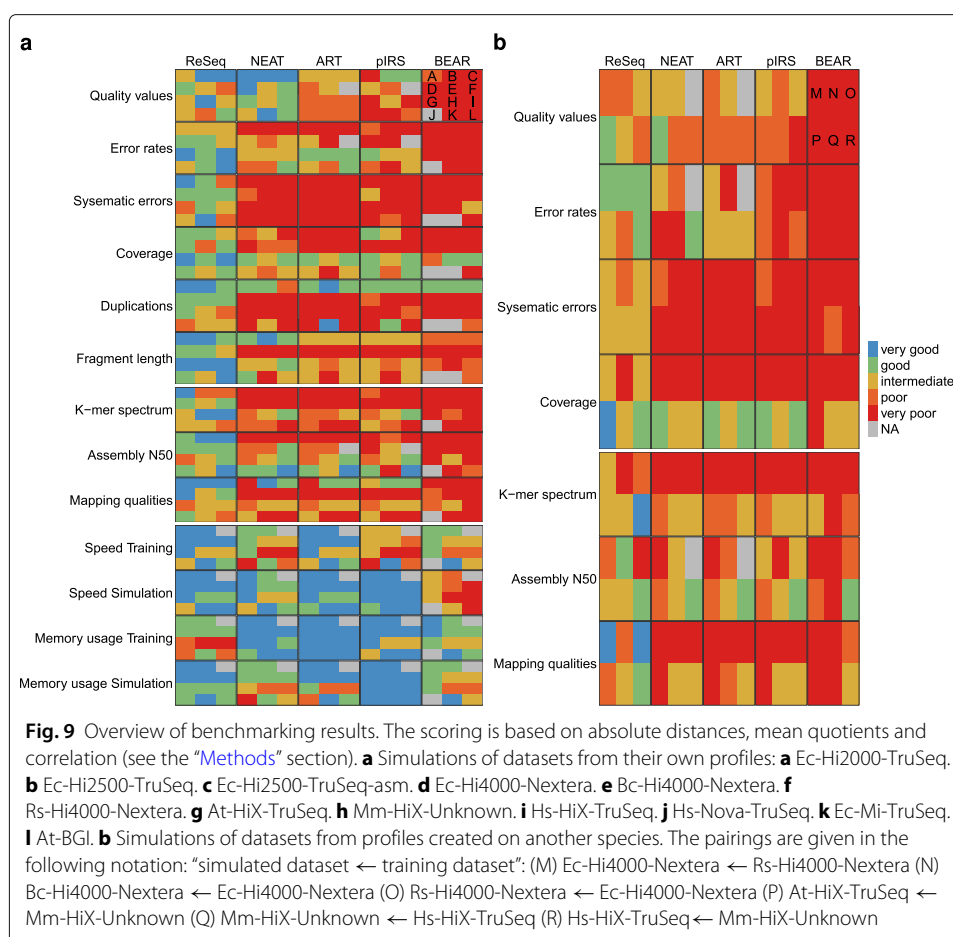 a
ReSeq NEAT ART pIRS BEAR
Quality values
A B C
D E F
G H I
J K L
Error rates
Sysematic errors
Coverage
Duplications
Fragment length
K-mer spectrum
Assembly N50
Mapping qualities
Speed Training
Speed Simulation
Memory usage Training
Memory usage Simulation
b
ReSeq NEAT ART pIRS BEAR
Quality values
M N O
P Q R
Error rates
Sysematic errors
Coverage
K-mer spectrum
Assembly N50
Mapping qualities
very good
good
intermediate
poor
very poor
NA
Fig. 9 Overview of benchmarking results. The scoring is based on absolute distances, mean quotients and
correlation (see the "Methods" section). a Simulations of datasets from their own profiles: a Ec-Hi2000-TruSeq.
b Ec-Hi2500-TruSeq. c Ec-Hi2500-TruSeq-asm. d Ec-Hi4000-Nextera. e Bc-Hi4000-Nextera. f
Rs-Hi4000-Nextera. g At-HiX-TruSeq. h Mm-HiX-Unknown. i Hs-HiX-TruSeq. j Hs-Nova-TruSeq. k Ec-Mi-TruSeq.
l At-BGI. b Simulations of datasets from profiles created on another species. The pairings are given in the
following notation: "simulated dataset ← training dataset": (M) Ec-Hi4000-Nextera ← Rs-Hi4000-Nextera (N)
Bc-Hi4000-Nextera ← Ec-Hi4000-Nextera (O) Rs-Hi4000-Nextera ← Ec-Hi4000-Nextera (P) At-HiX-TruSeq ←
Mm-HiX-Unknown (Q) Mm-HiX-Unknown ← Hs-HiX-TruSeq (R) Hs-HiX-TruSeq← Mm-HiX-Unknown